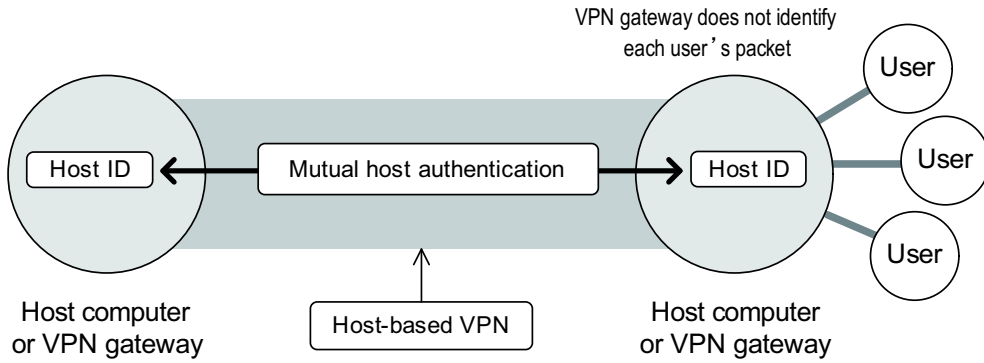 VPN gateway does not identify
each user’s packet
User
Host ID
Mutual host authentication
Host ID
User
User
Host computer
or VPN gateway
Host-based VPN
Host computer
or VPN gateway